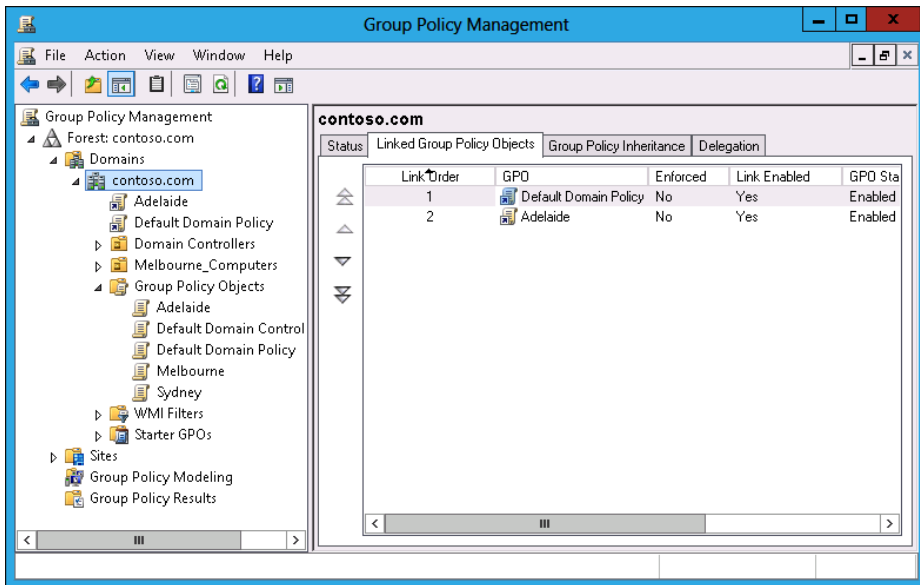 Group Policy Management
File Action View Window Help
Group Policy Management
Forest: contoso.com
Domains
contoso.com
Adelaide
Default Domain Policy
Domain Controllers
Melbourne_Computers
Group Policy Objects
Adelaide
Default Domain Control
Default Domain Policy
Melbourne
Sydney
WMI Filters
Starter GPOs
Sites
Group Policy Modeling
Group Policy Results
contoso.com
Status Linked Group Policy Objects Group Policy Inheritance Delegation
Link Order GPO Enforced Link Enabled GPO Sta
1 Default Domain Policy No Yes Enabled
2 Adelaide No Yes Enabled